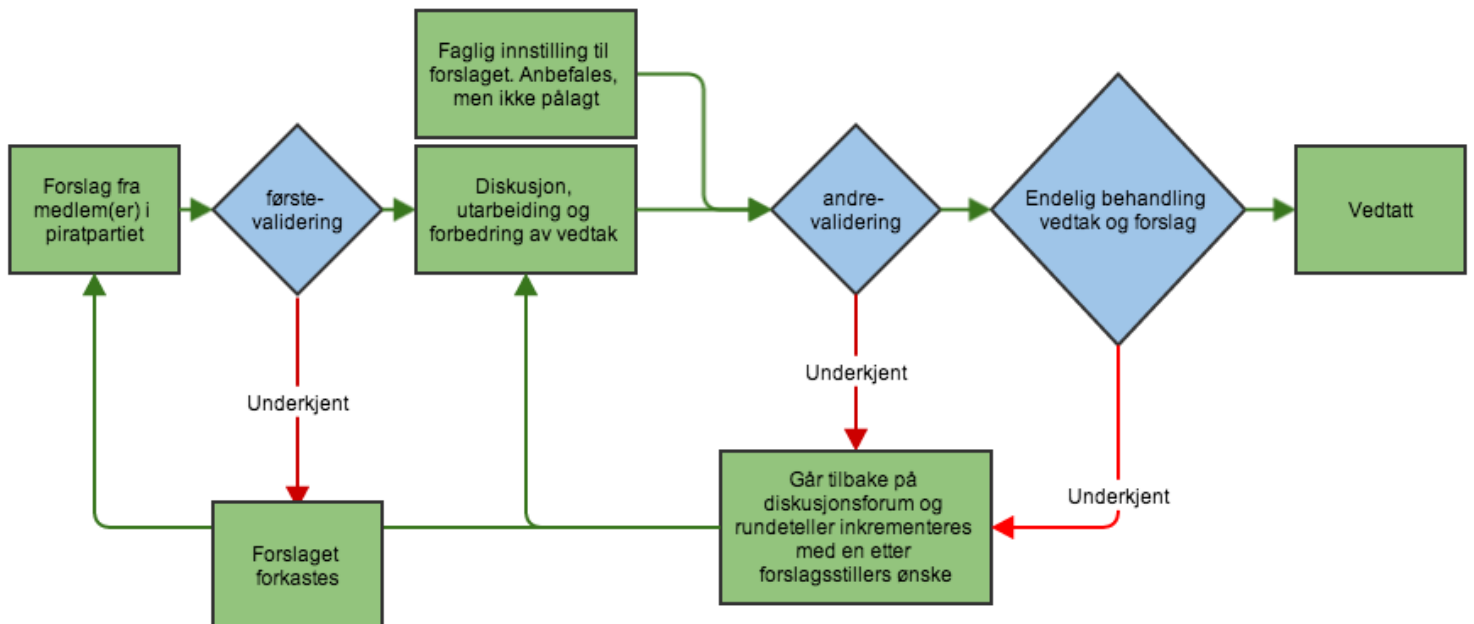 Faglig innstilling til
forslaget. Anbefales,
men ikke pålagt
Forslag fra
medlem(er) i
piratpartiet
første-
validering
Diskusjon,
utarbeiding og
forbedring av vedtak
andre-
validering
Endelig behandling
vedtak og forslag
Vedtatt
Underkjent
Underkjent
Underkjent
Forslaget
forkastes
Går tilbake på
diskusjonsforum og
rundeteller inkrementeres
med en etter
forslagsstillers ønske